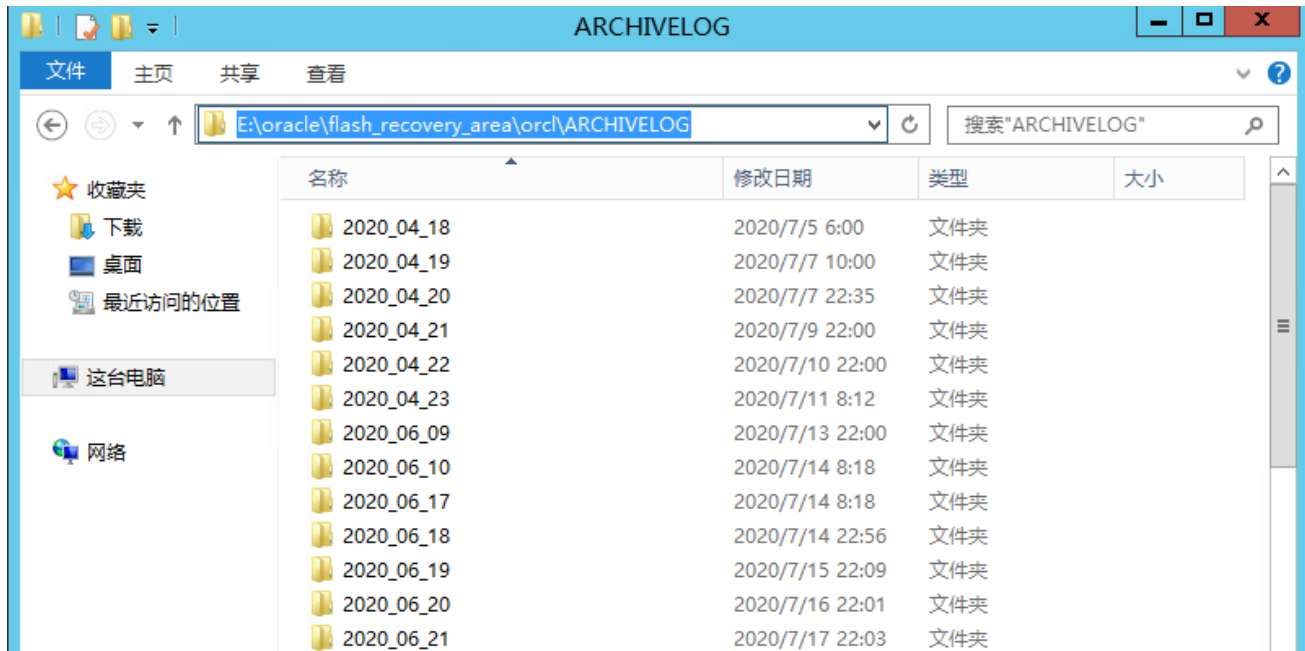 ARCHIVELOG
文件 主页 共享 查看
E:\oracle\flash_recovery_area\orcl\ARCHIVELOG 搜索"ARCHIVELOG"
收藏夹
下载
桌面
最近访问的位置
这台电脑
网络
名称 修改日期 类型 大小
2020_04_18 2020/7/5 6:00 文件夹
2020_04_19 2020/7/7 10:00 文件夹
2020_04_20 2020/7/7 22:35 文件夹
2020_04_21 2020/7/9 22:00 文件夹
2020_04_22 2020/7/10 22:00 文件夹
2020_04_23 2020/7/11 8:12 文件夹
2020_06_09 2020/7/13 22:00 文件夹
2020_06_10 2020/7/14 8:18 文件夹
2020_06_17 2020/7/14 8:18 文件夹
2020_06_18 2020/7/14 22:56 文件夹
2020_06_19 2020/7/15 22:09 文件夹
2020_06_20 2020/7/16 22:01 文件夹
2020_06_21 2020/7/17 22:03 文件夹